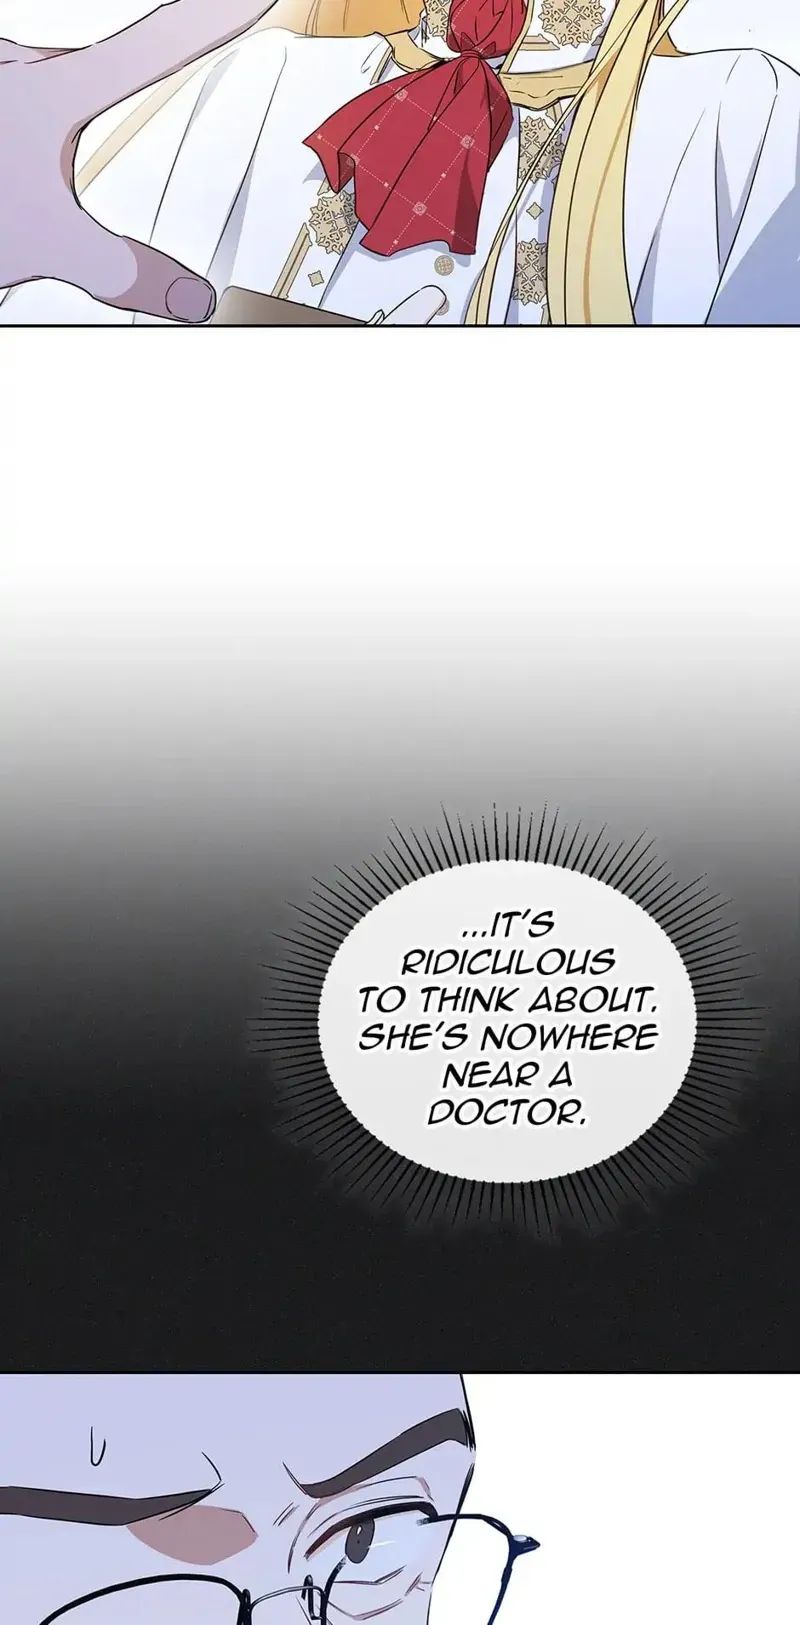 ...IT'S
RIDICULOUS
TO THINK ABOUT.
SHE'S NOWHERE
NEAR A
DOCTOR.